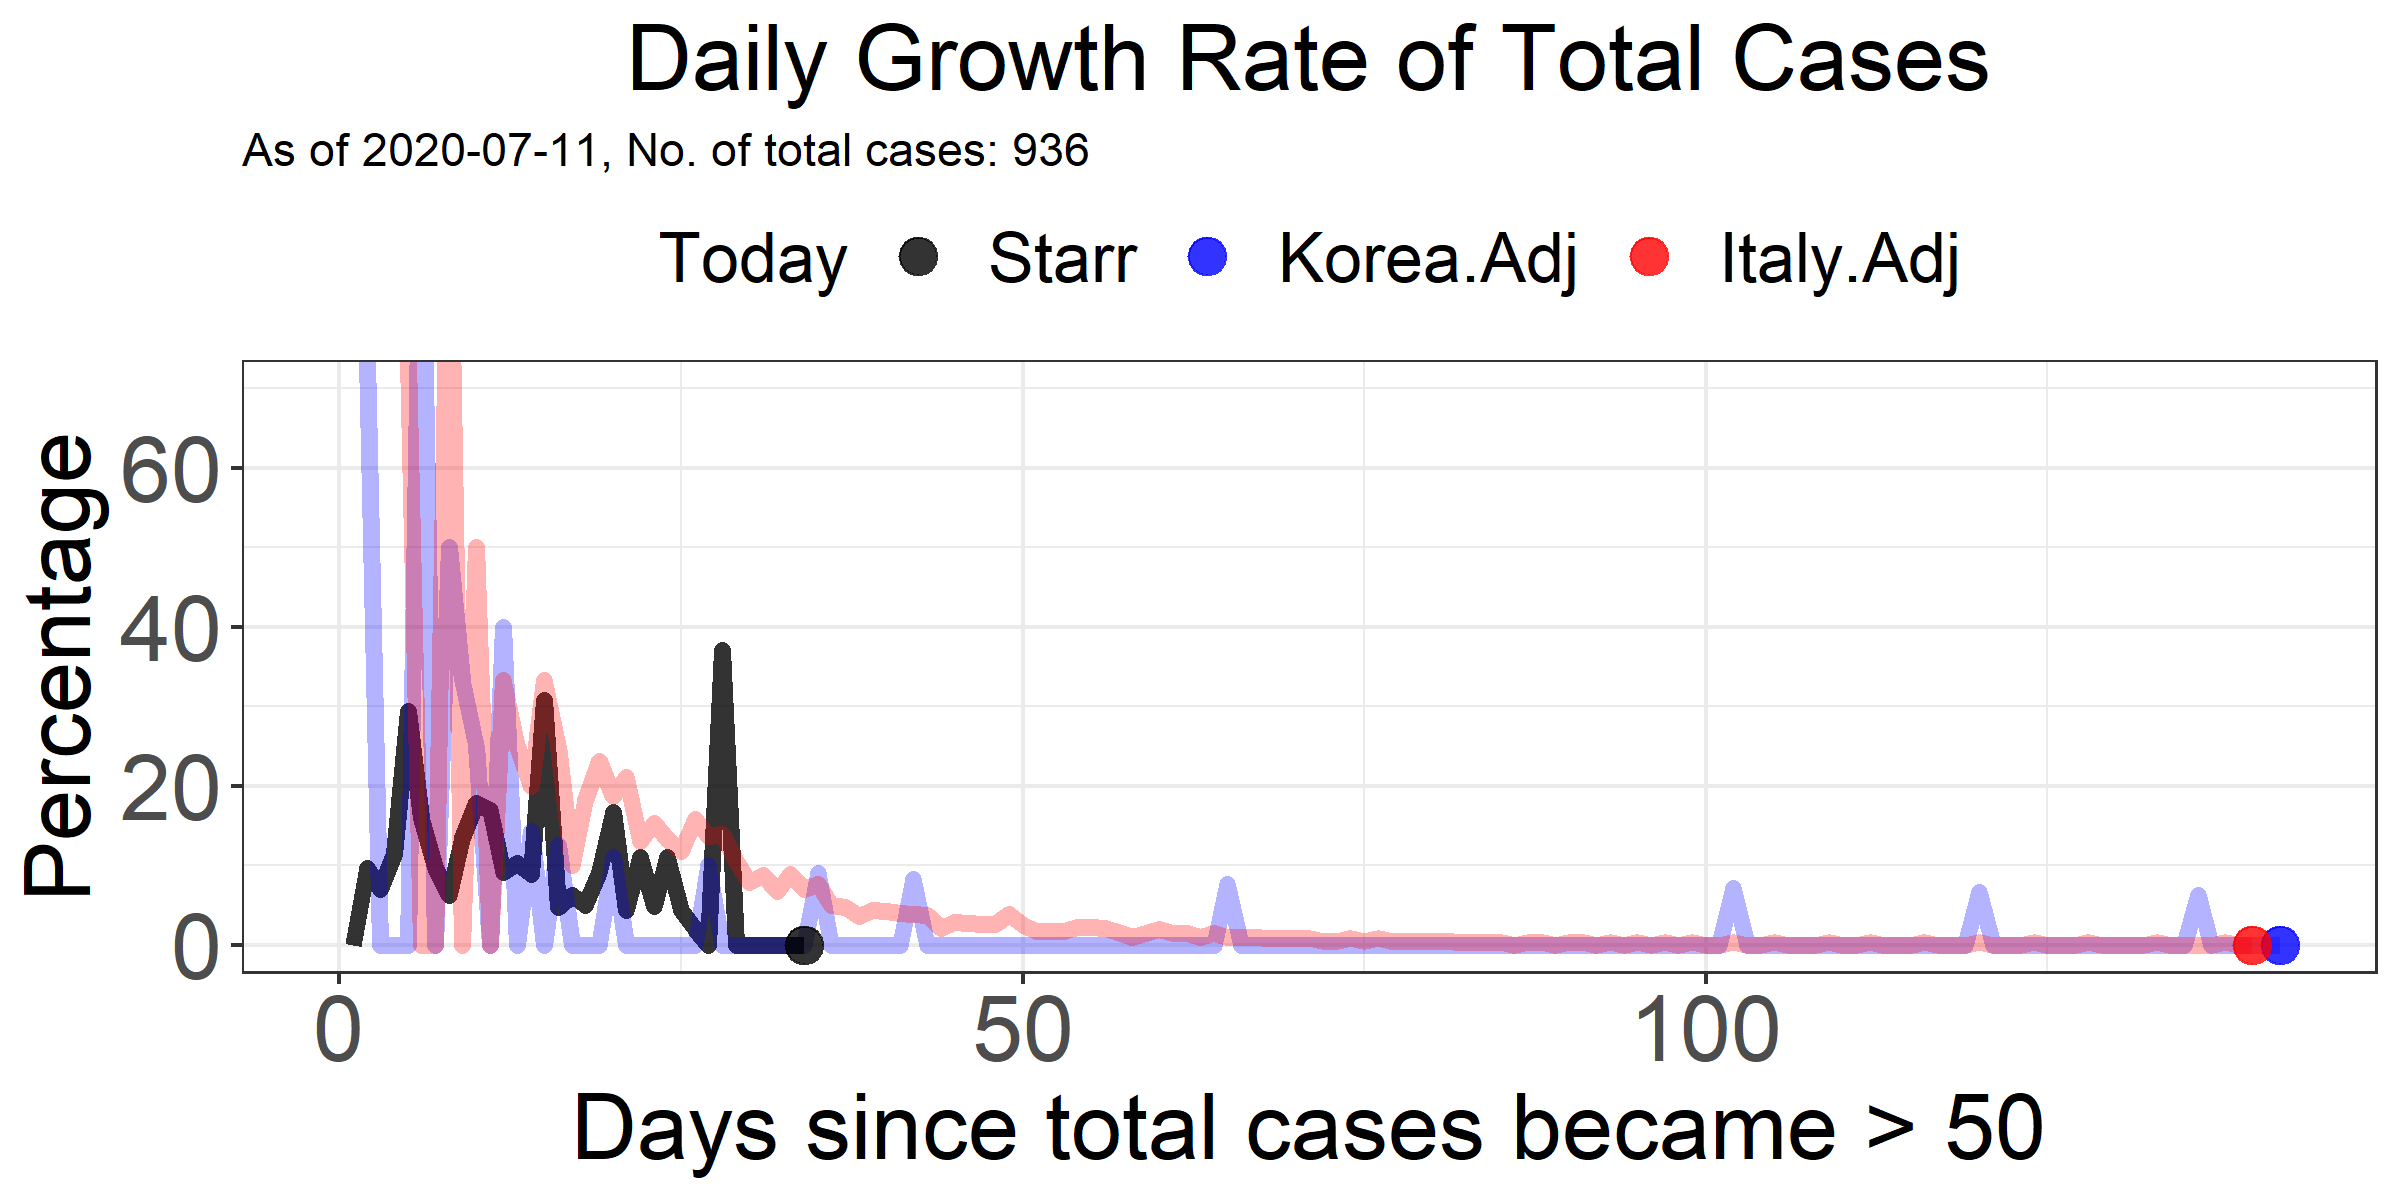 Daily Growth Rate of Total Cases
As of 2020-07-11, No. of total cases: 936
Today Starr Korea.Adj Italy.Adj
Percentage
60
40
20
0
0 50 100
Days since total cases became > 50